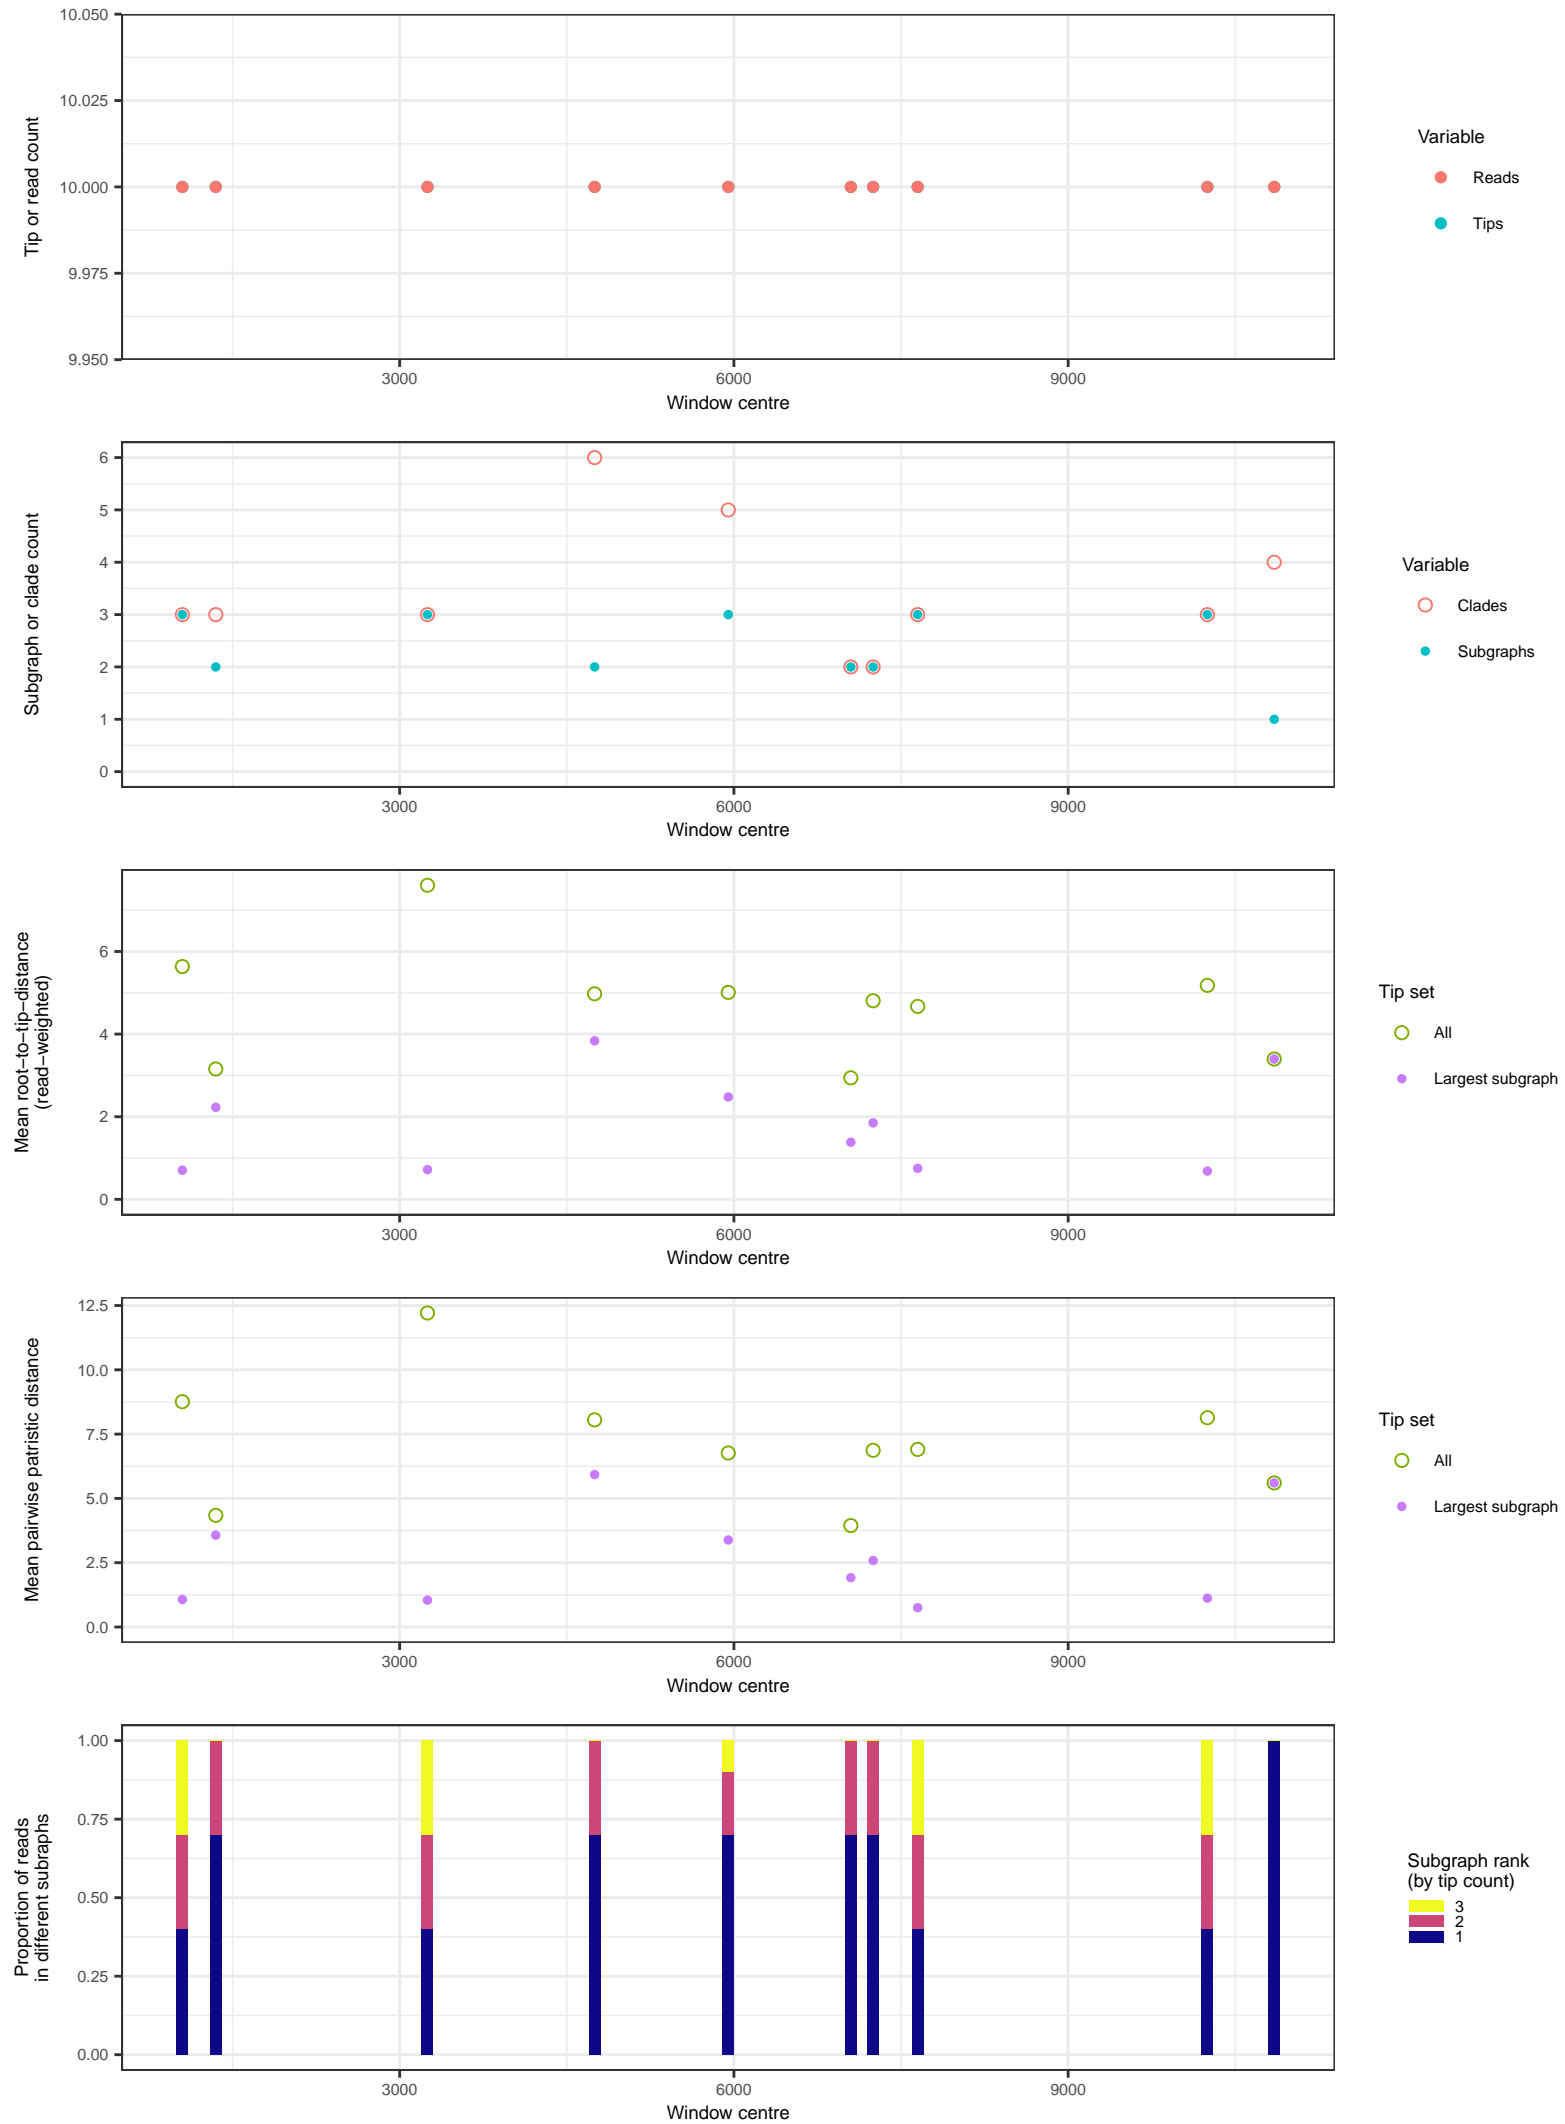 10.050
10.025
10.000
9.975
9.950
Tip or read count
3000 6000 9000
Window centre
Variable
Reads
Tips
6
5
4
3
2
1
0
Subgraph or clade count
3000 6000 9000
Window centre
Variable
Clades
Subgraphs
6
4
2
0
Mean root−to−tip−distance
(read−weighted)
3000 6000 9000
Window centre
Tip set
All
Largest subgraph
12.5
10.0
7.5
5.0
2.5
0.0
Mean pairwise patristic distance
3000 6000 9000
Window centre
Tip set
All
Largest subgraph
1.00
0.75
0.50
0.25
0.00
Proportion of reads
in different subraphs
3000 6000 9000
Window centre
Subgraph rank
(by tip count)
3
2
1